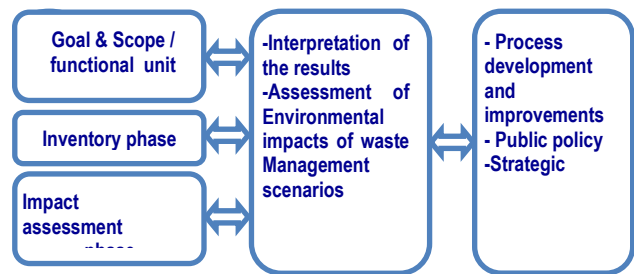 Goal & Scope /
functional unit
Inventory phase
Impact
assessment
phase
-Interpretation of
the results
-Assessment of
Environmental
impacts of waste
Management
scenarios
- Process
development
and
improvements
- Public policy
-Strategic